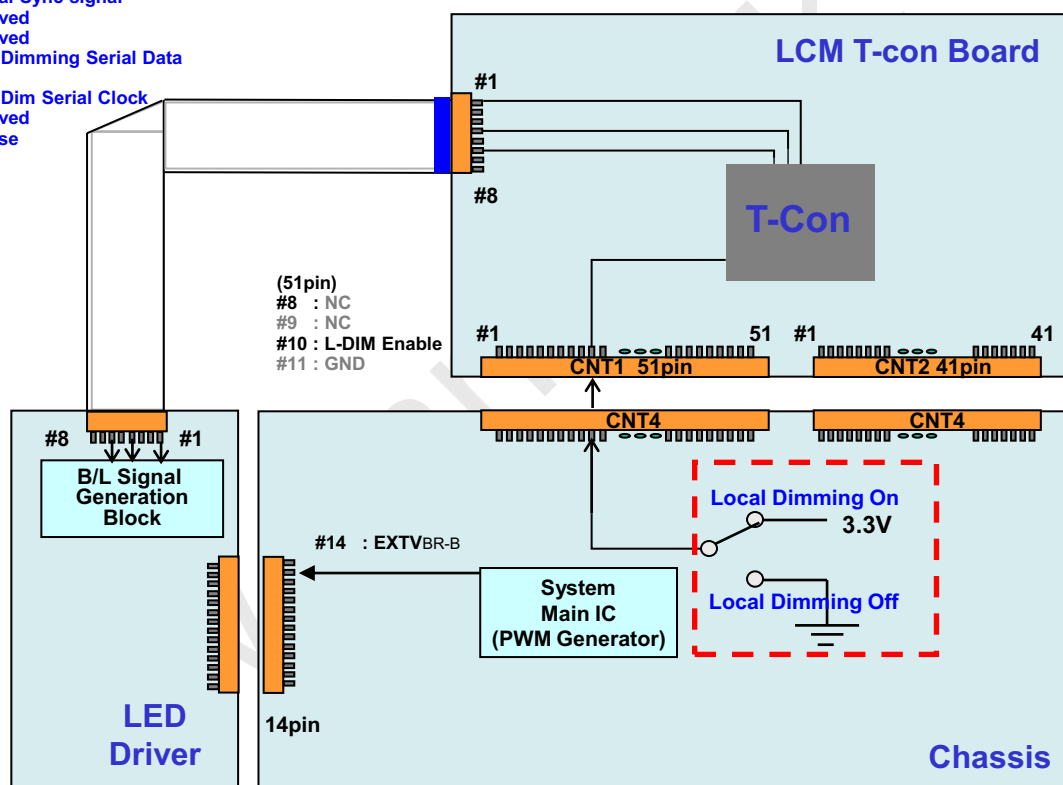 Sync signal
Dimming Serial Data
Dim Serial Clock
LCM T-con Board
#1
#8
T-Con
(51pin)
#8 : NC
#9 : NC
#10 : L-DIM Enable
#11 : GND
#1
51
#1
41
CNT1 51pin
CNT2 41pin
CNT4
CNT4
#8
#1
B/L Signal
Generation
Block
Local Dimming On
3.3V
#14 : EXTVBR-B
System
Main IC
(PWM Generator)
Local Dimming Off
LED
Driver
14pin
Chassis